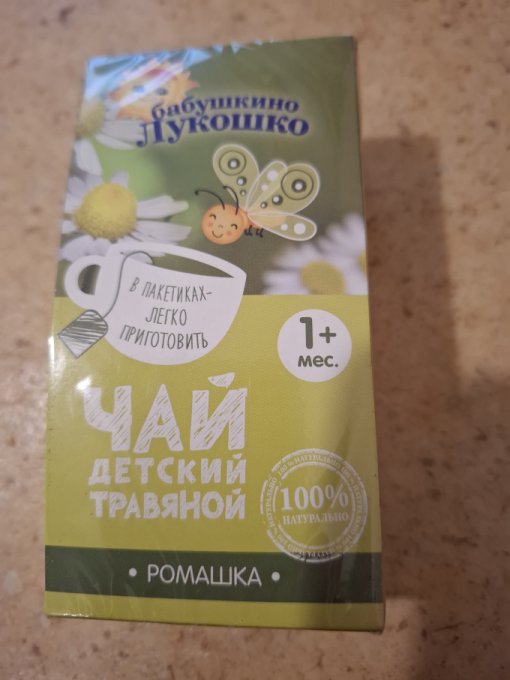 бабушкино
Лукошко
В ПАКЕТИКАХ-
ЛЕГКО
ПРИГОТОВИТЬ
1+
мес.
ЧАЙ
ДЕТСКИЙ
ТРАВЯНОЙ
100%
НАТУРАЛЬНО
• РОМАШКА •